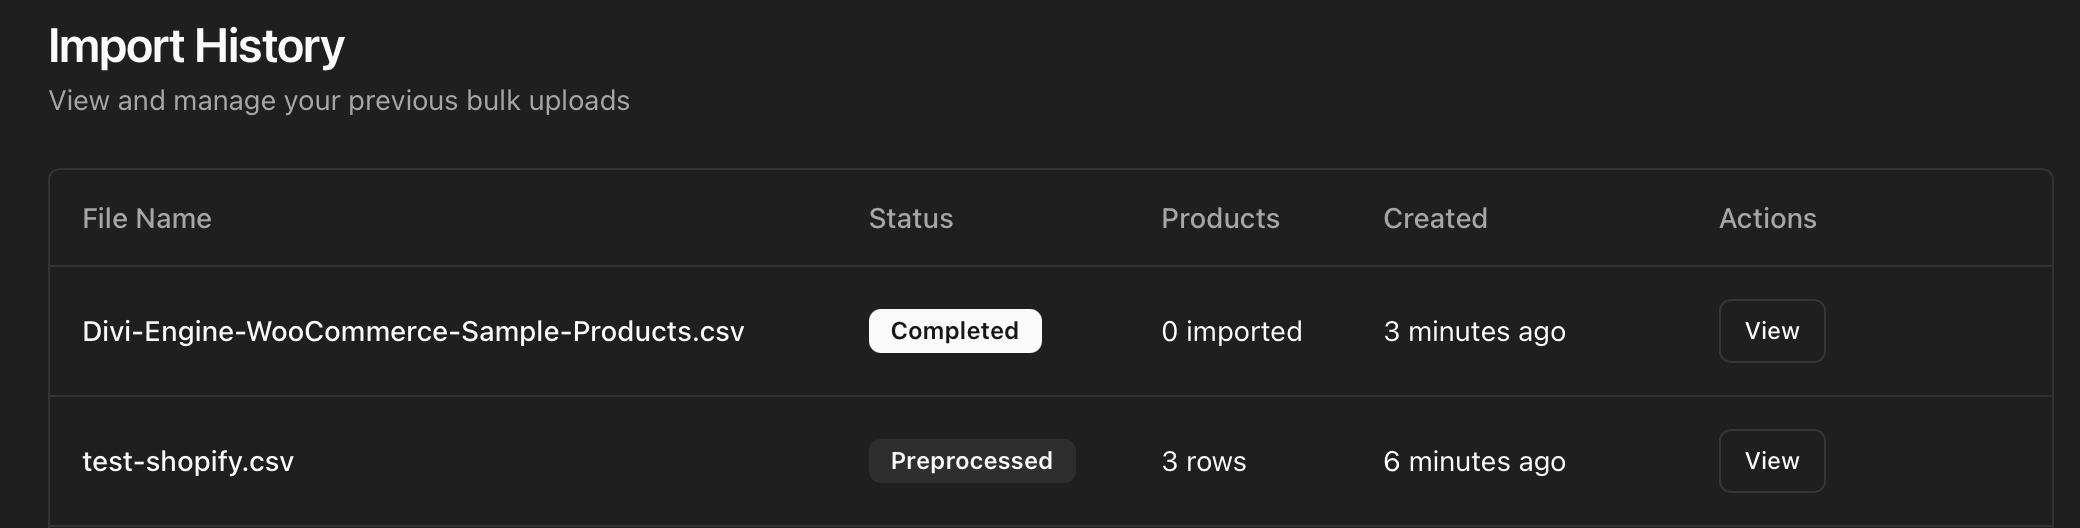 Import History
View and manage your previous bulk uploads
File Name Status Products Created Actions
Divi-Engine-WooCommerce-Sample-Products.csv Completed 0 imported 3 minutes ago View
test-shopify.csv Preprocessed 3 rows 6 minutes ago View